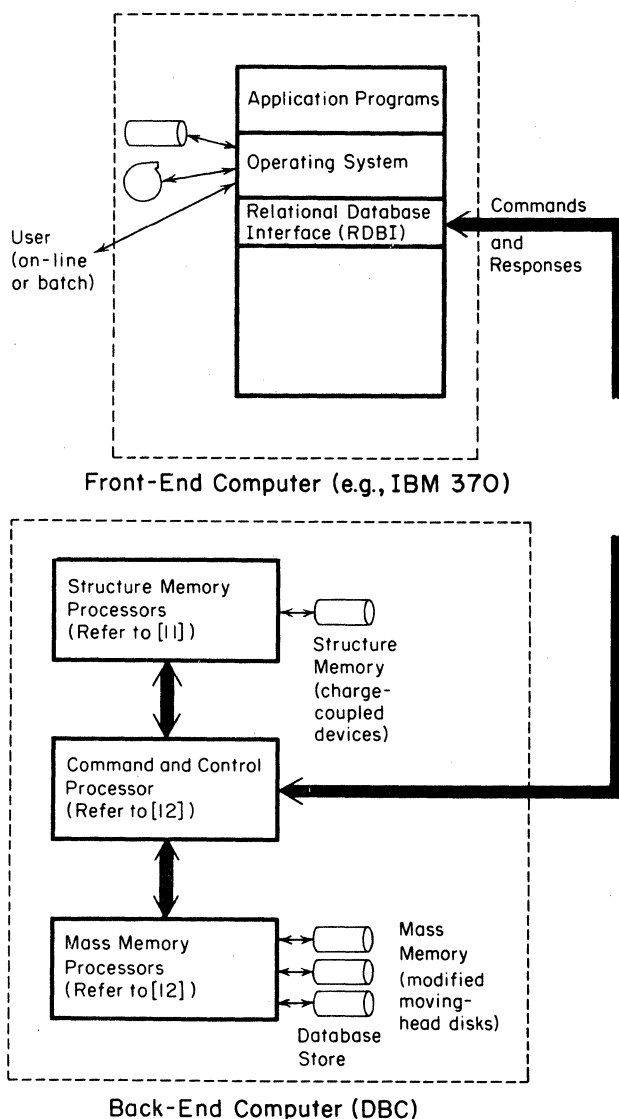 Application Programs
Operating System
Relational Database
Interface (RDBI)
User
(on-line
or batch)
Commands
and
Responses
Front-End Computer (e.g., IBM 370)
Structure Memory
Processors
(Refer to [11])
Structure
Memory
(charge-
coupled
devices)
Command and Control
Processor
(Refer to [12])
Mass Memory
Processors
(Refer to [12])
Mass
Memory
(modified
moving-
head disks)
Database
Store
Back-End Computer (DBC)